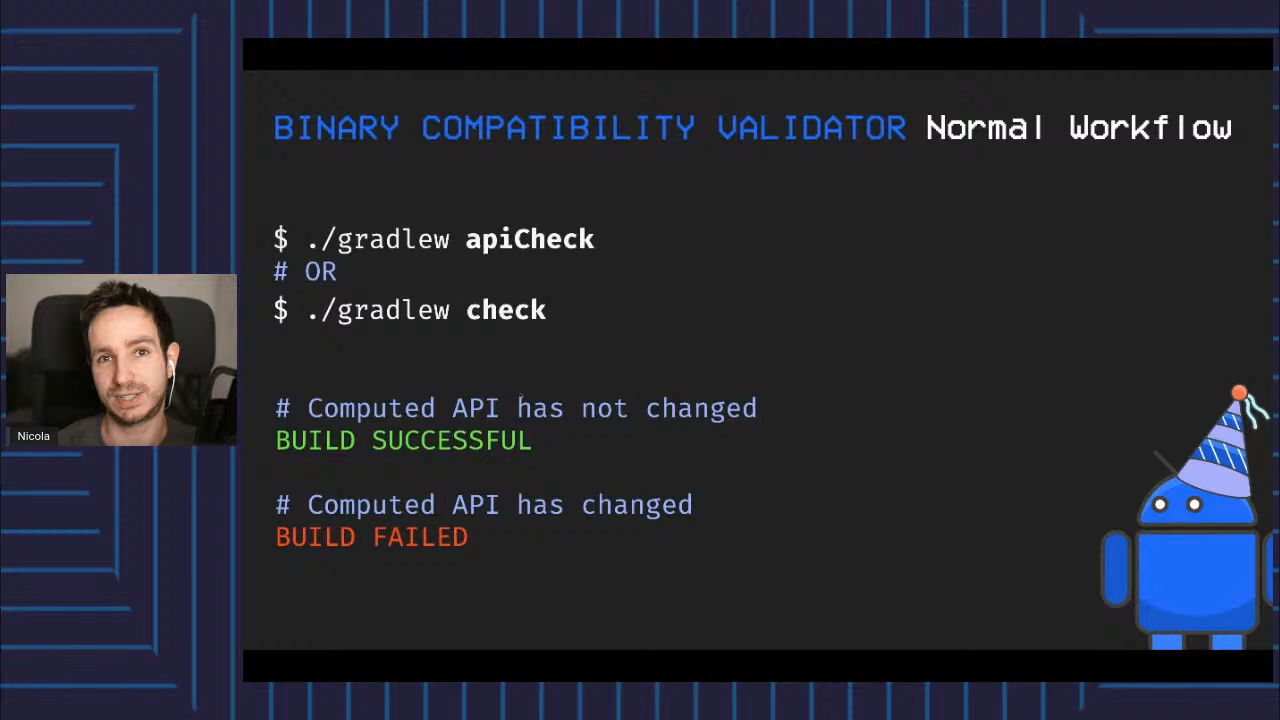 BINARY COMPATIBILITY VALIDATOR Normal Workflow
$ ./gradlew apiCheck
# OR
$ ./gradlew check
# Computed API has not changed
BUILD SUCCESSFUL
# Computed API has changed
BUILD FAILED
Nicola